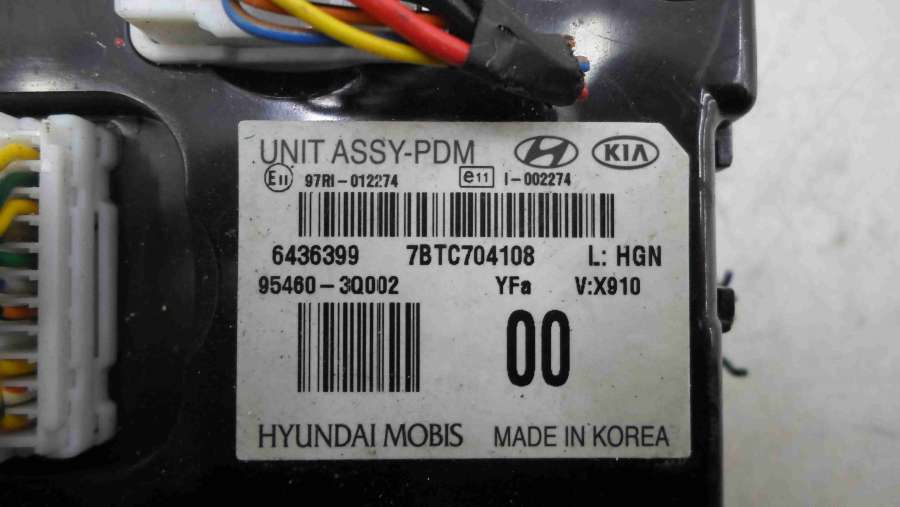 UNIT ASSY-PDM KIA
E11 97RI-012274 e11 I-002274
6436399 7BTC704108 L: HGN
95460-3Q002 YFa V:X910
00
HYUNDAI MOBIS MADE IN KOREA